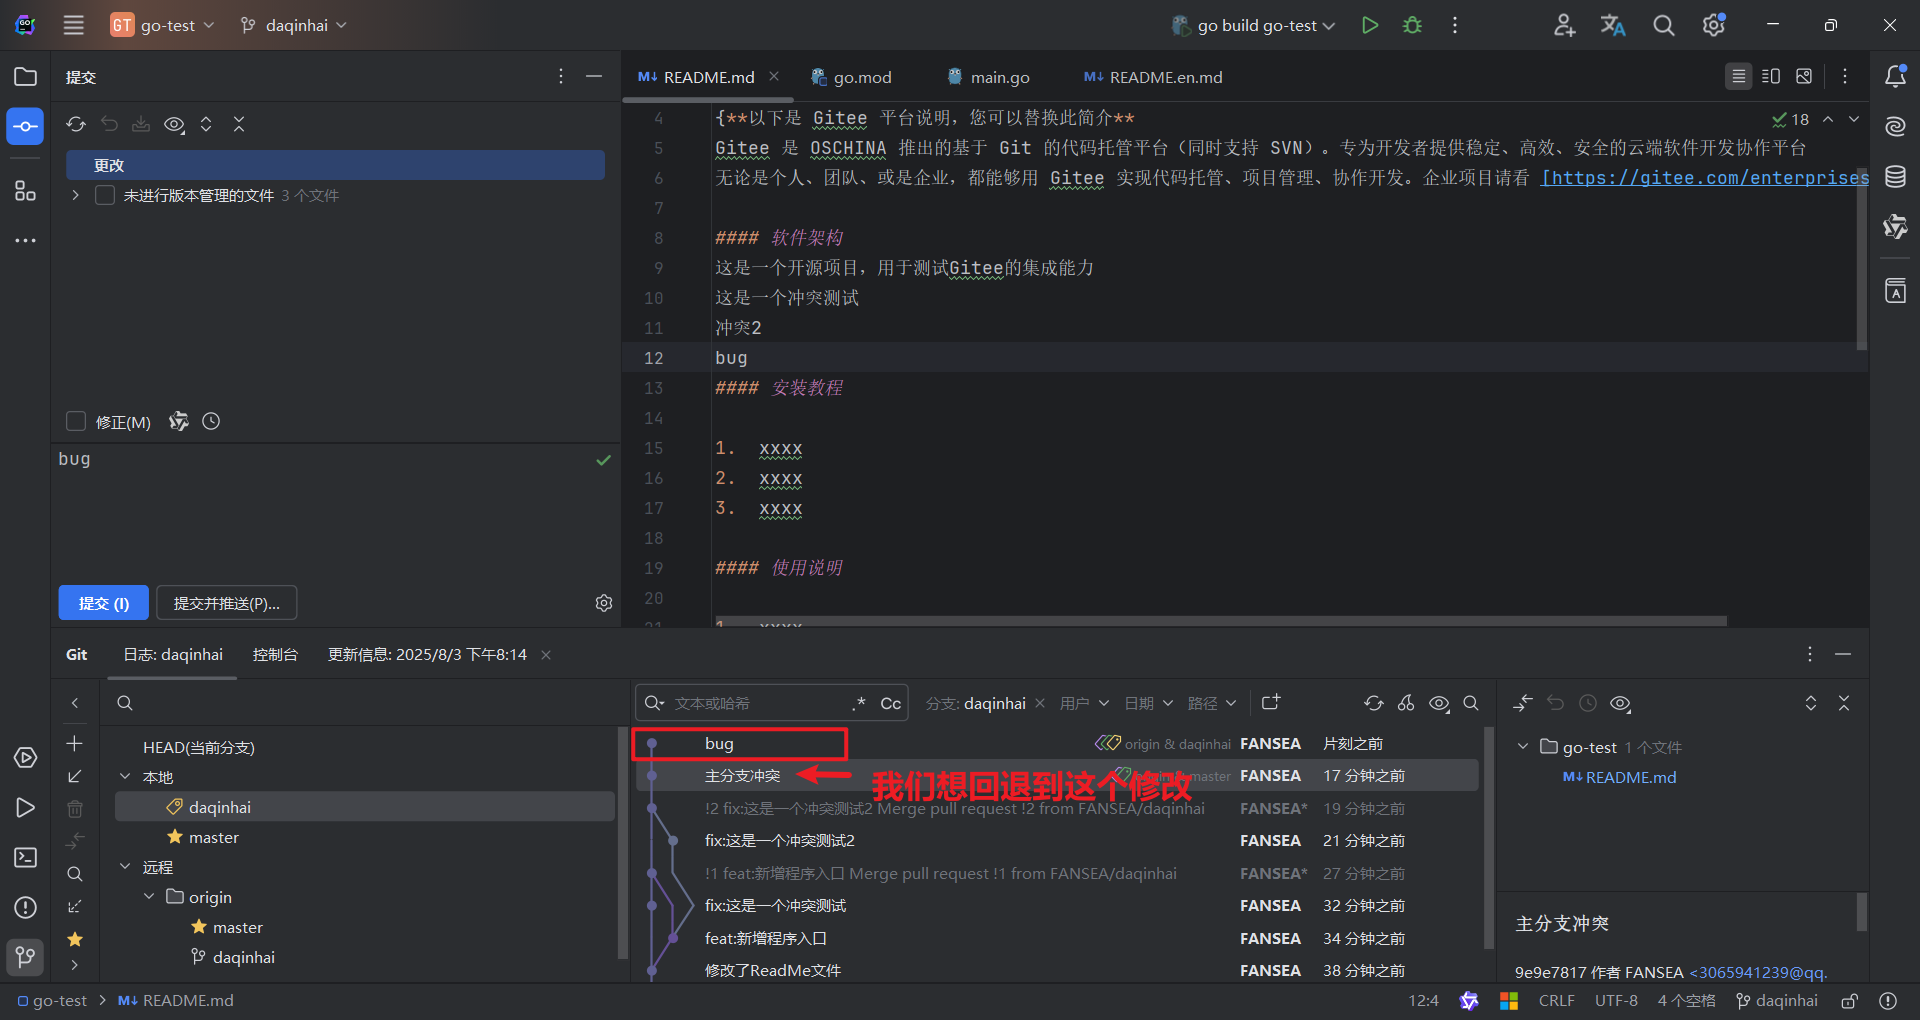 GT go-test daqinhai go build go-test
提交
README.md go.mod main.go README.en.md
更改
未进行版本管理的文件 3 个文件
4 {**以下是 Gitee 平台说明，您可以替换此简介**
18
5 Gitee 是 OSCHINA 推出的基于 Git 的代码托管平台（同时支持 SVN）。专为开发者提供稳定、高效、安全的云端软件开发协作平台
6 无论是个人、团队、或是企业，都能够用 Gitee 实现代码托管、项目管理、协作开发。企业项目请看 [https://gitee.com/enterprises
7
8 #### 软件架构
9 这是一个开源项目，用于测试Gitee的集成能力
10 这是一个冲突测试
11 冲突2
12 bug
13 #### 安装教程
14
15 1. xxxx
16 2. xxxx
17 3. xxxx
18
19 #### 使用说明
20
21 1. xxxx
修正(M)
bug
提交 (I) 提交并推送(P)...
Git 日志: daqinhai 控制台 更新信息: 2025/8/3 下午8:14
HEAD(当前分支)
本地
daqinhai
master
远程
origin
master
daqinhai
文本或哈希 .* Cc 分支: daqinhai 用户 日期 路径
bug origin & daqinhai FANSEA 片刻之前
主分支冲突 master FANSEA 17 分钟之前
我们想回退到这个修改
!2 fix:这是一个冲突测试2 Merge pull request !2 from FANSEA/daqinhai FANSEA* 19 分钟之前
fix:这是一个冲突测试2 FANSEA 21 分钟之前
!1 feat:新增程序入口 Merge pull request !1 from FANSEA/daqinhai FANSEA* 27 分钟之前
fix:这是一个冲突测试 FANSEA 32 分钟之前
feat:新增程序入口 FANSEA 34 分钟之前
修改了ReadMe文件 FANSEA 38 分钟之前
go-test 1 个文件
README.md
主分支冲突
9e9e7817 作者 FANSEA <3065941239@qq.
go-test README.md
12:4 CRLF UTF-8 4 个空格 daqinhai